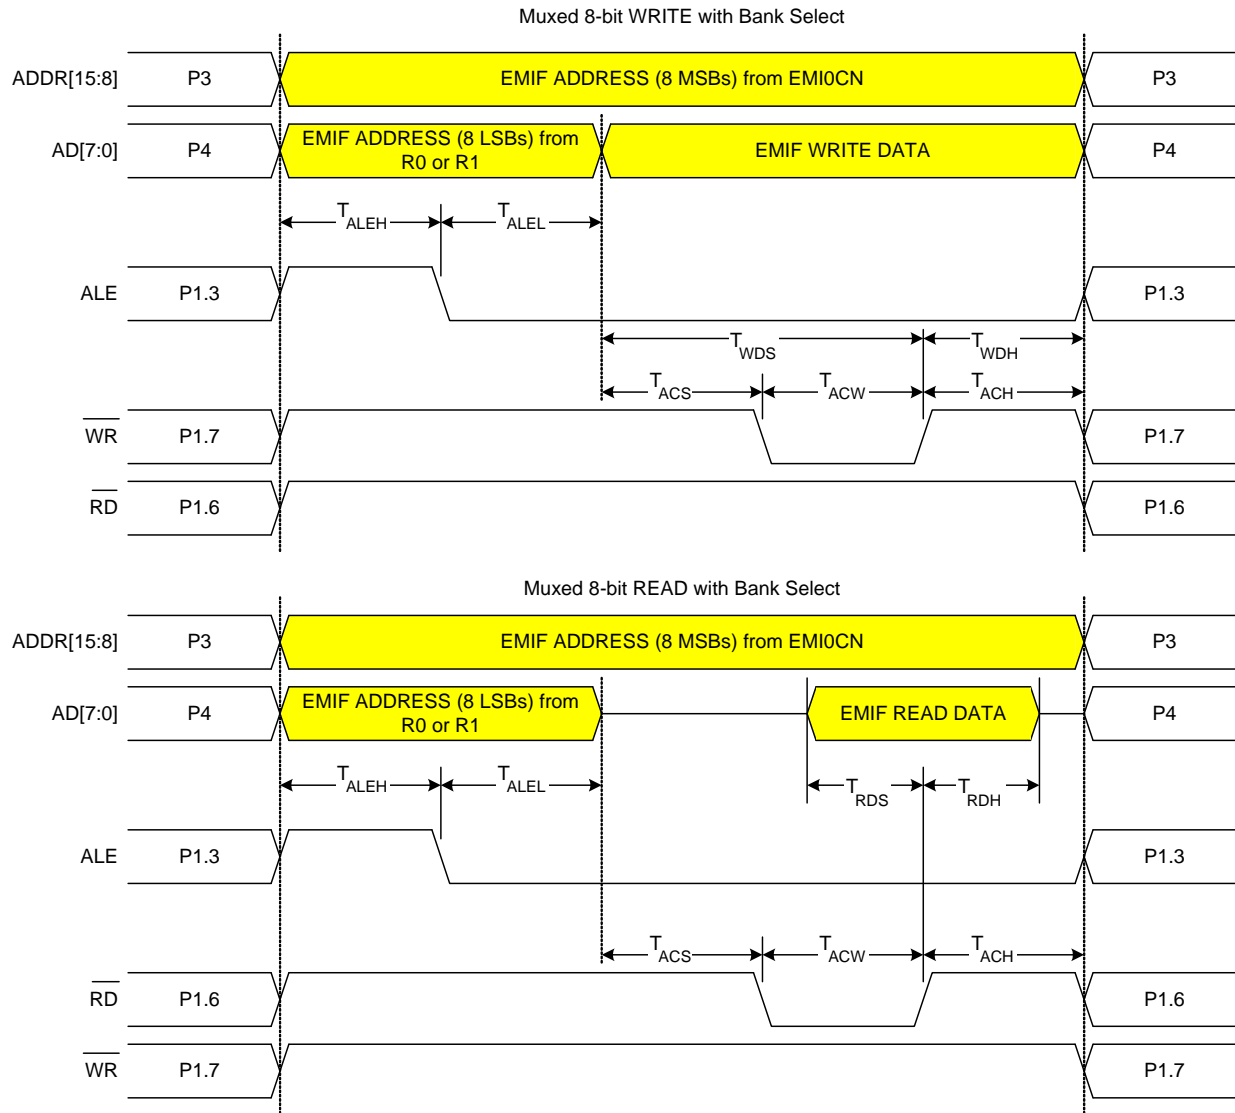 Muxed 8-bit WRITE with Bank Select
ADDR[15:8] P3 EMIF ADDRESS (8 MSBs) from EMI0CN P3
AD[7:0] P4 EMIF ADDRESS (8 LSBs) from
R0 or R1 EMIF WRITE DATA P4
TALEH TALEL
ALE P1.3 P1.3
TWDS TWDH
TACS TACW TACH
WR P1.7 P1.7
RD P1.6 P1.6
Muxed 8-bit READ with Bank Select
ADDR[15:8] P3 EMIF ADDRESS (8 MSBs) from EMI0CN P3
AD[7:0] P4 EMIF ADDRESS (8 LSBs) from
R0 or R1 EMIF READ DATA P4
TALEH TALEL TRDS TRDH
ALE P1.3 P1.3
TACS TACW TACH
RD P1.6 P1.6
WR P1.7 P1.7